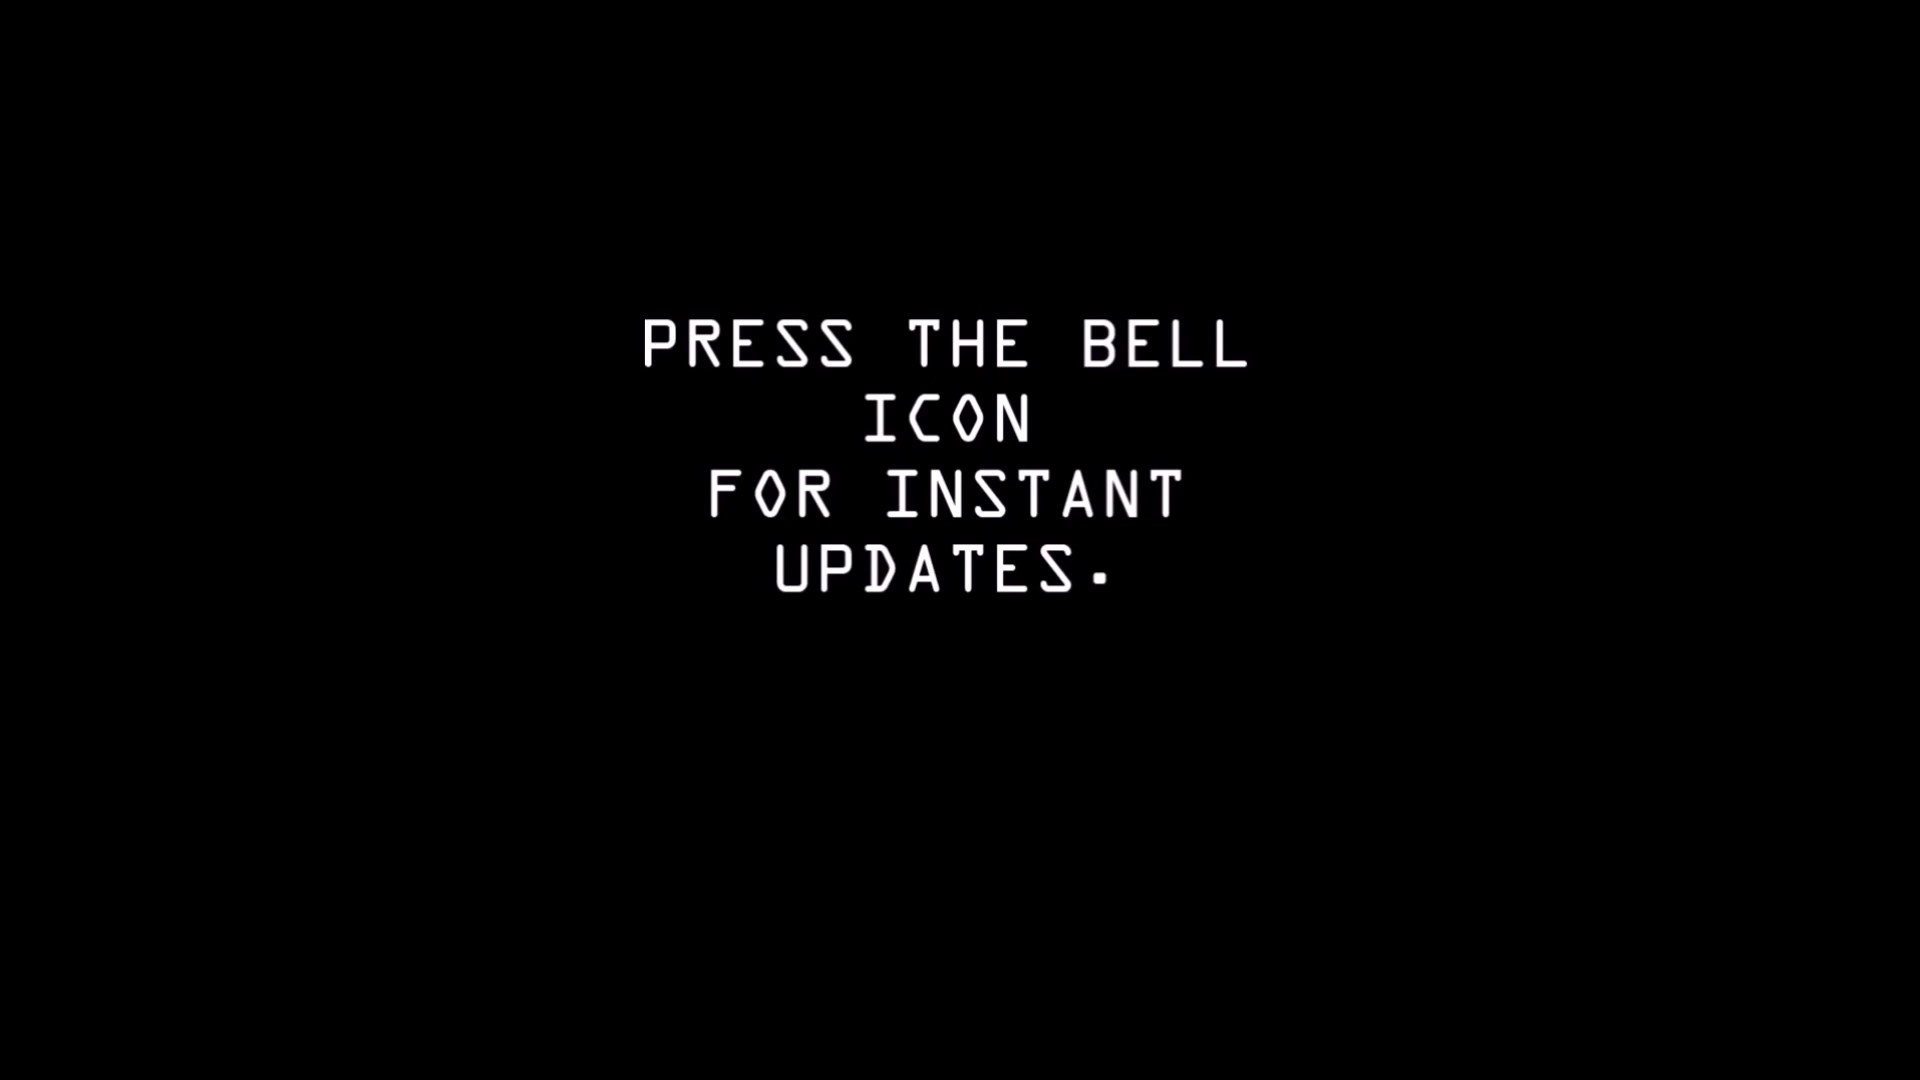 PRESS THE BELL
ICON
FOR INSTANT
UPDATES.